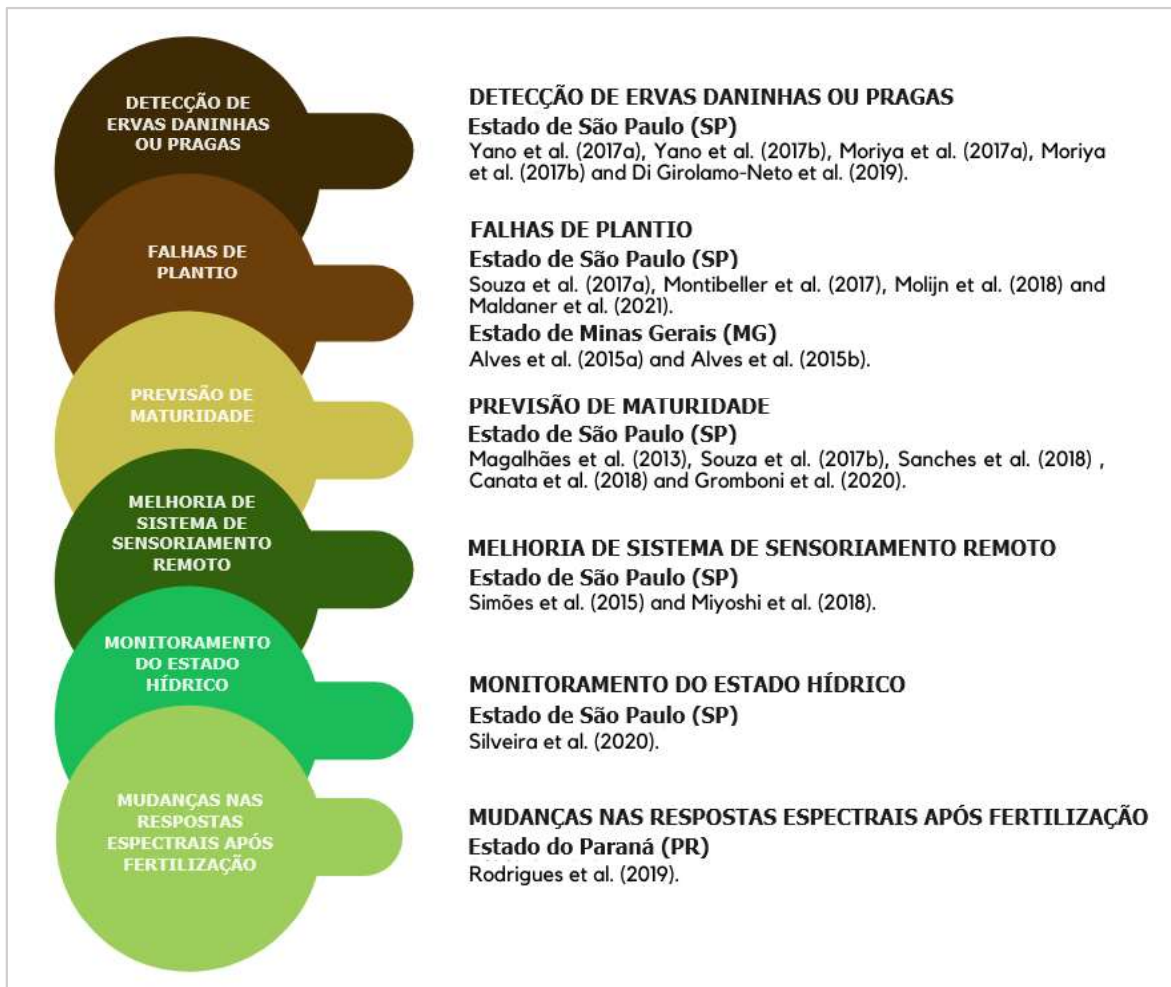 DETECÇÃO DE
ERVAS DANINHAS
OU PRAGAS
DETECÇÃO DE ERVAS DANINHAS OU PRAGAS
Estado de São Paulo (SP)
Yano et al. (2017a), Yano et al. (2017b), Moriya et al. (2017a), Moriya
et al. (2017b) and Di Girolamo-Neto et al. (2019).
FALHAS DE
PLANTIO
FALHAS DE PLANTIO
Estado de São Paulo (SP)
Souza et al. (2017a), Montibeller et al. (2017), Molijn et al. (2018) and
Maldaner et al. (2021).
Estado de Minas Gerais (MG)
Alves et al. (2015a) and Alves et al. (2015b).
PREVISÃO DE
MATURIDADE
PREVISÃO DE MATURIDADE
Estado de São Paulo (SP)
Magalhães et al. (2013), Souza et al. (2017b), Sanches et al. (2018) ,
Canata et al. (2018) and Gromboni et al. (2020).
MELHORIA DE
SISTEMA DE
SENSORIAMENTO
REMOTO
MELHORIA DE SISTEMA DE SENSORIAMENTO REMOTO
Estado de São Paulo (SP)
Simões et al. (2015) and Miyoshi et al. (2018).
MONITORAMENTO
DO ESTADO
HÍDRICO
MONITORAMENTO DO ESTADO HÍDRICO
Estado de São Paulo (SP)
Silveira et al. (2020).
MUDANÇAS NAS
RESPOSTAS
ESPECTRAIS APÓS
FERTILIZAÇÃO
MUDANÇAS NAS RESPOSTAS ESPECTRAIS APÓS FERTILIZAÇÃO
Estado do Paraná (PR)
Rodrigues et al. (2019).